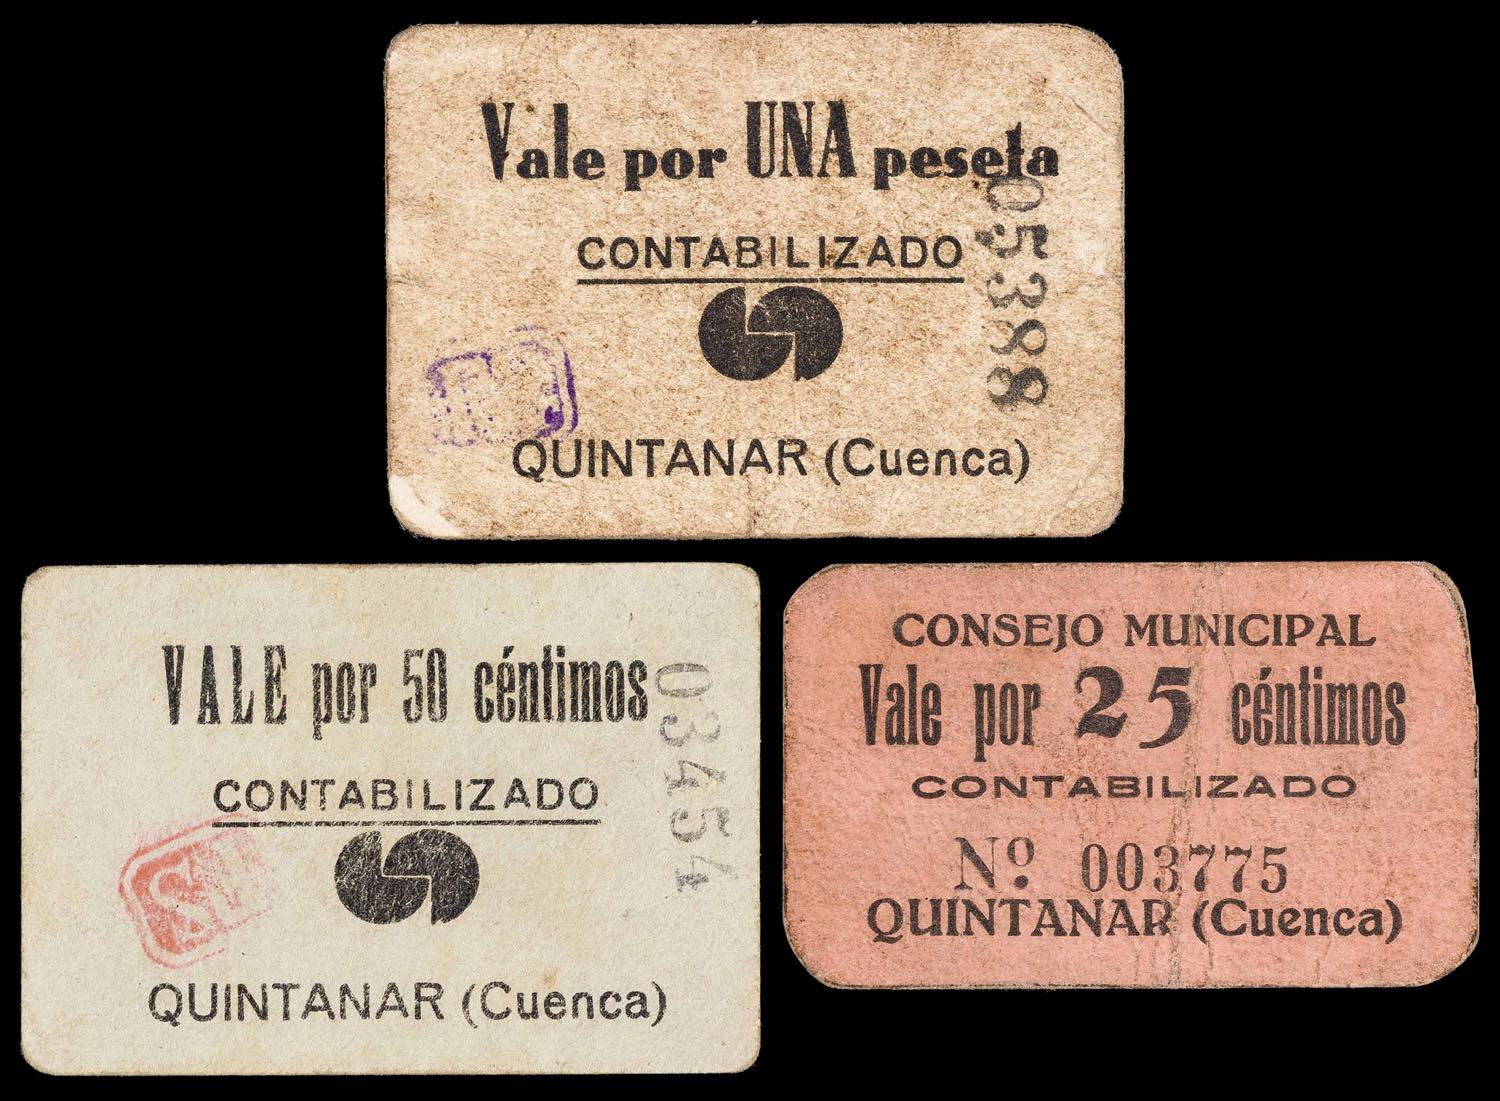 Vale por UNA peseta
CONTABILIZADO
QUINTANAR (Cuenca)
05388
VALE por 50 céntimos
CONTABILIZADO
QUINTANAR (Cuenca)
03454
CONSEJO MUNICIPAL
Vale por 25 céntimos
CONTABILIZADO
Nº 003775
QUINTANAR (Cuenca)